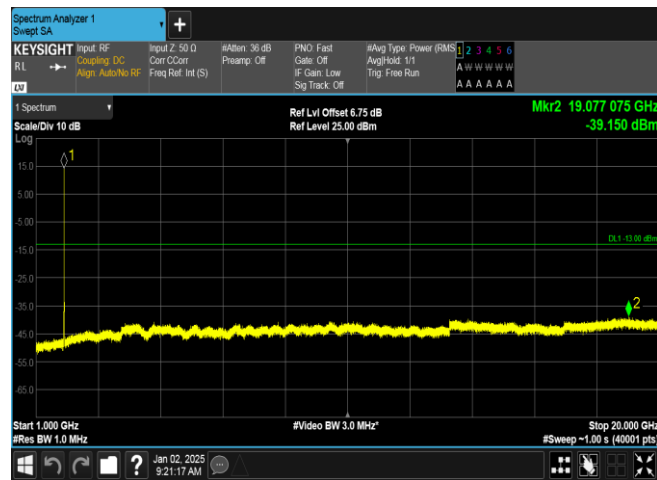 Spectrum Analyzer 1
Swept SA
+
KEYSIGHT Input: RF Input Z: 50 Ω #Atten: 36 dB PNO: Fast #Avg Type: Power (RMS 1 2 3 4 5 6
RL Coupling: DC Corr CCorr Preamp: Off Gate: Off Avg|Hold: 1/1 A W W W W W
Align: Auto/No RF Freq Ref: Int (S) IF Gain: Low Trig: Free Run
Sig Track: Off A A A A A A
LXI
1 Spectrum Ref Lvl Offset 6.75 dB Mkr2 19.077 075 GHz
Scale/Div 10 dB Ref Level 25.00 dBm -39.150 dBm
Log
1
15.0
5.00
-5.00
DL1 -13.00 dBm
-15.0
-25.0
-35.0
2
-45.0
-55.0
-65.0
Start 1.000 GHz #Video BW 3.0 MHz* Stop 20.000 GHz
#Res BW 1.0 MHz #Sweep ~1.00 s (40001 pts)
? Jan 02, 2025
9:21:17 AM